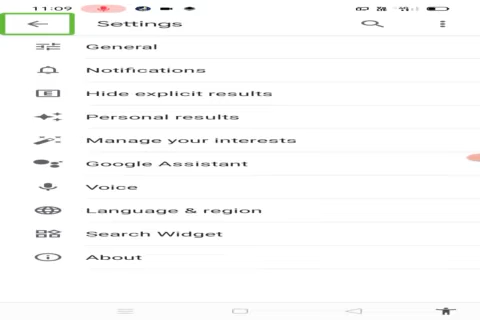 11:09
Settings
General
Notifications
Hide explicit results
Personal results
Manage your interests
Google Assistant
Voice
Language & region
Search Widget
About